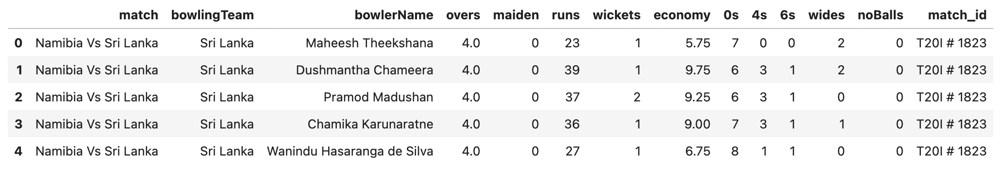 match bowlingTeam bowlerName overs maiden runs wickets economy 0s 4s 6s wides noBalls match_id
0 Namibia Vs Sri Lanka Sri Lanka Maheesh Theekshana 4.0 0 23 1 5.75 7 0 0 2 0 T20I # 1823
1 Namibia Vs Sri Lanka Sri Lanka Dushmantha Chameera 4.0 0 39 1 9.75 6 3 1 2 0 T20I # 1823
2 Namibia Vs Sri Lanka Sri Lanka Pramod Madushan 4.0 0 37 2 9.25 6 3 1 0 0 T20I # 1823
3 Namibia Vs Sri Lanka Sri Lanka Chamika Karunaratne 4.0 0 36 1 9.00 7 3 1 1 0 T20I # 1823
4 Namibia Vs Sri Lanka Sri Lanka Wanindu Hasaranga de Silva 4.0 0 27 1 6.75 8 1 1 0 0 T20I # 1823